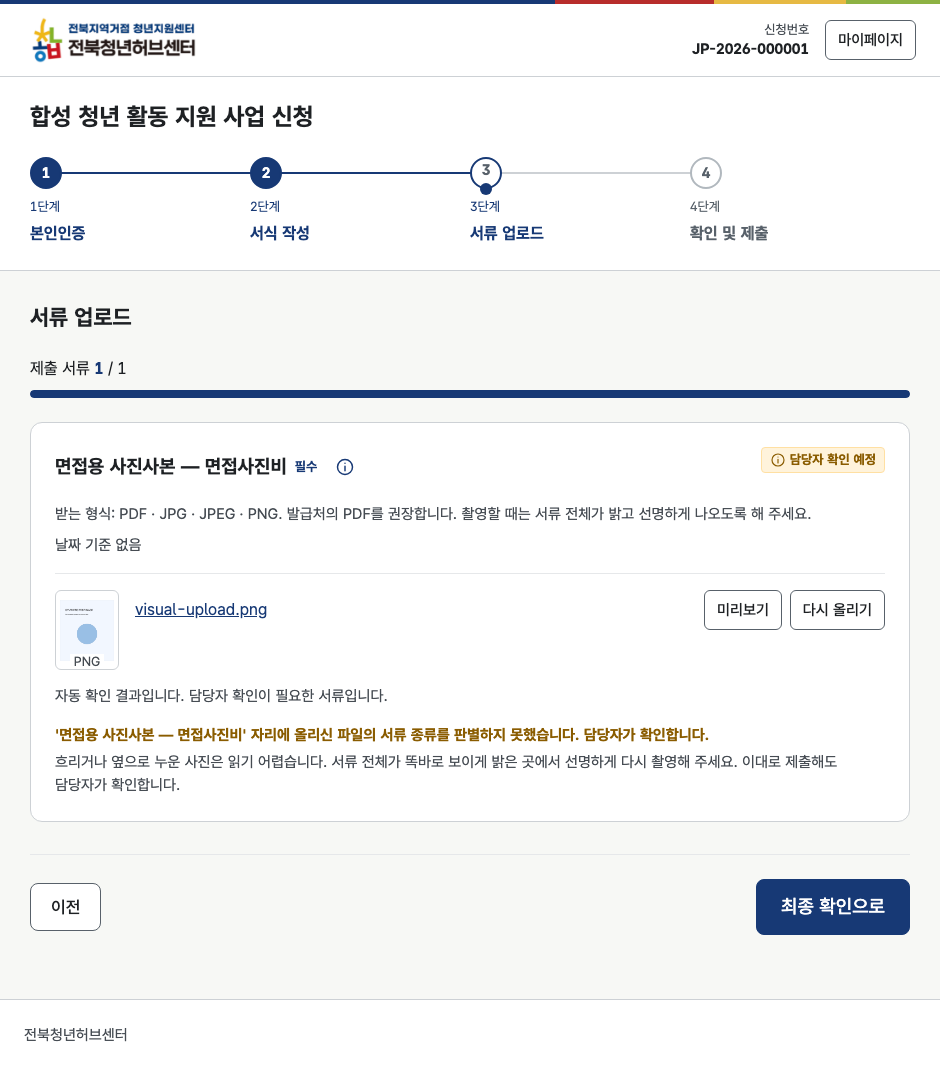 전북지역거점 청년지원센터
전북청년허브센터
신청번호
JP-2026-000001
마이페이지
합성 청년 활동 지원 사업 신청
1
2
3
4
1단계
2단계
3단계
4단계
본인인증
서식 작성
서류 업로드
확인 및 제출
서류 업로드
제출 서류 1 / 1
면접용 사진사본 — 면접사진비 필수
담당자 확인 예정
받는 형식: PDF · JPG · JPEG · PNG. 발급처의 PDF를 권장합니다. 촬영할 때는 서류 전체가 밝고 선명하게 나오도록 해 주세요.
날짜 기준 없음
visual-upload.png
미리보기
다시 올리기
PNG
자동 확인 결과입니다. 담당자 확인이 필요한 서류입니다.
'면접용 사진사본 — 면접사진비' 자리에 올리신 파일의 서류 종류를 판별하지 못했습니다. 담당자가 확인합니다.
흐리거나 옆으로 누운 사진은 읽기 어렵습니다. 서류 전체가 똑바로 보이게 밝은 곳에서 선명하게 다시 촬영해 주세요. 이대로 제출해도
담당자가 확인합니다.
이전
최종 확인으로
전북청년허브센터